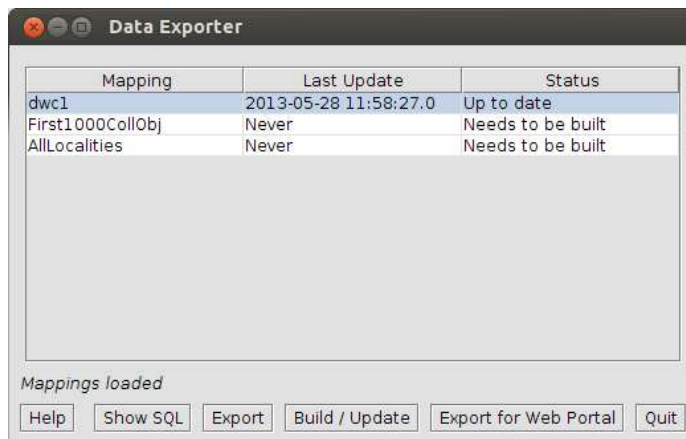 Data Exporter
Mapping Last Update Status
dwc1 2013-05-28 11:58:27.0 Up to date
First1000CollObj Never Needs to be built
AllLocalities Never Needs to be built
Mappings loaded
Help Show SQL Export Build / Update Export for Web Portal Quit